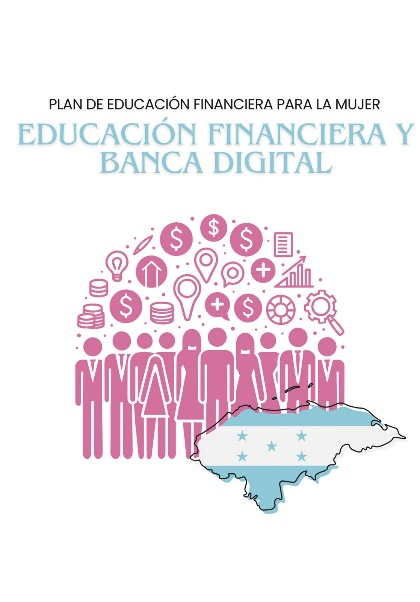 PLAN DE EDUCACIÓN FINANCIERA PARA LA MUJER
EDUCACIÓN FINANCIERA Y
BANCA DIGITAL